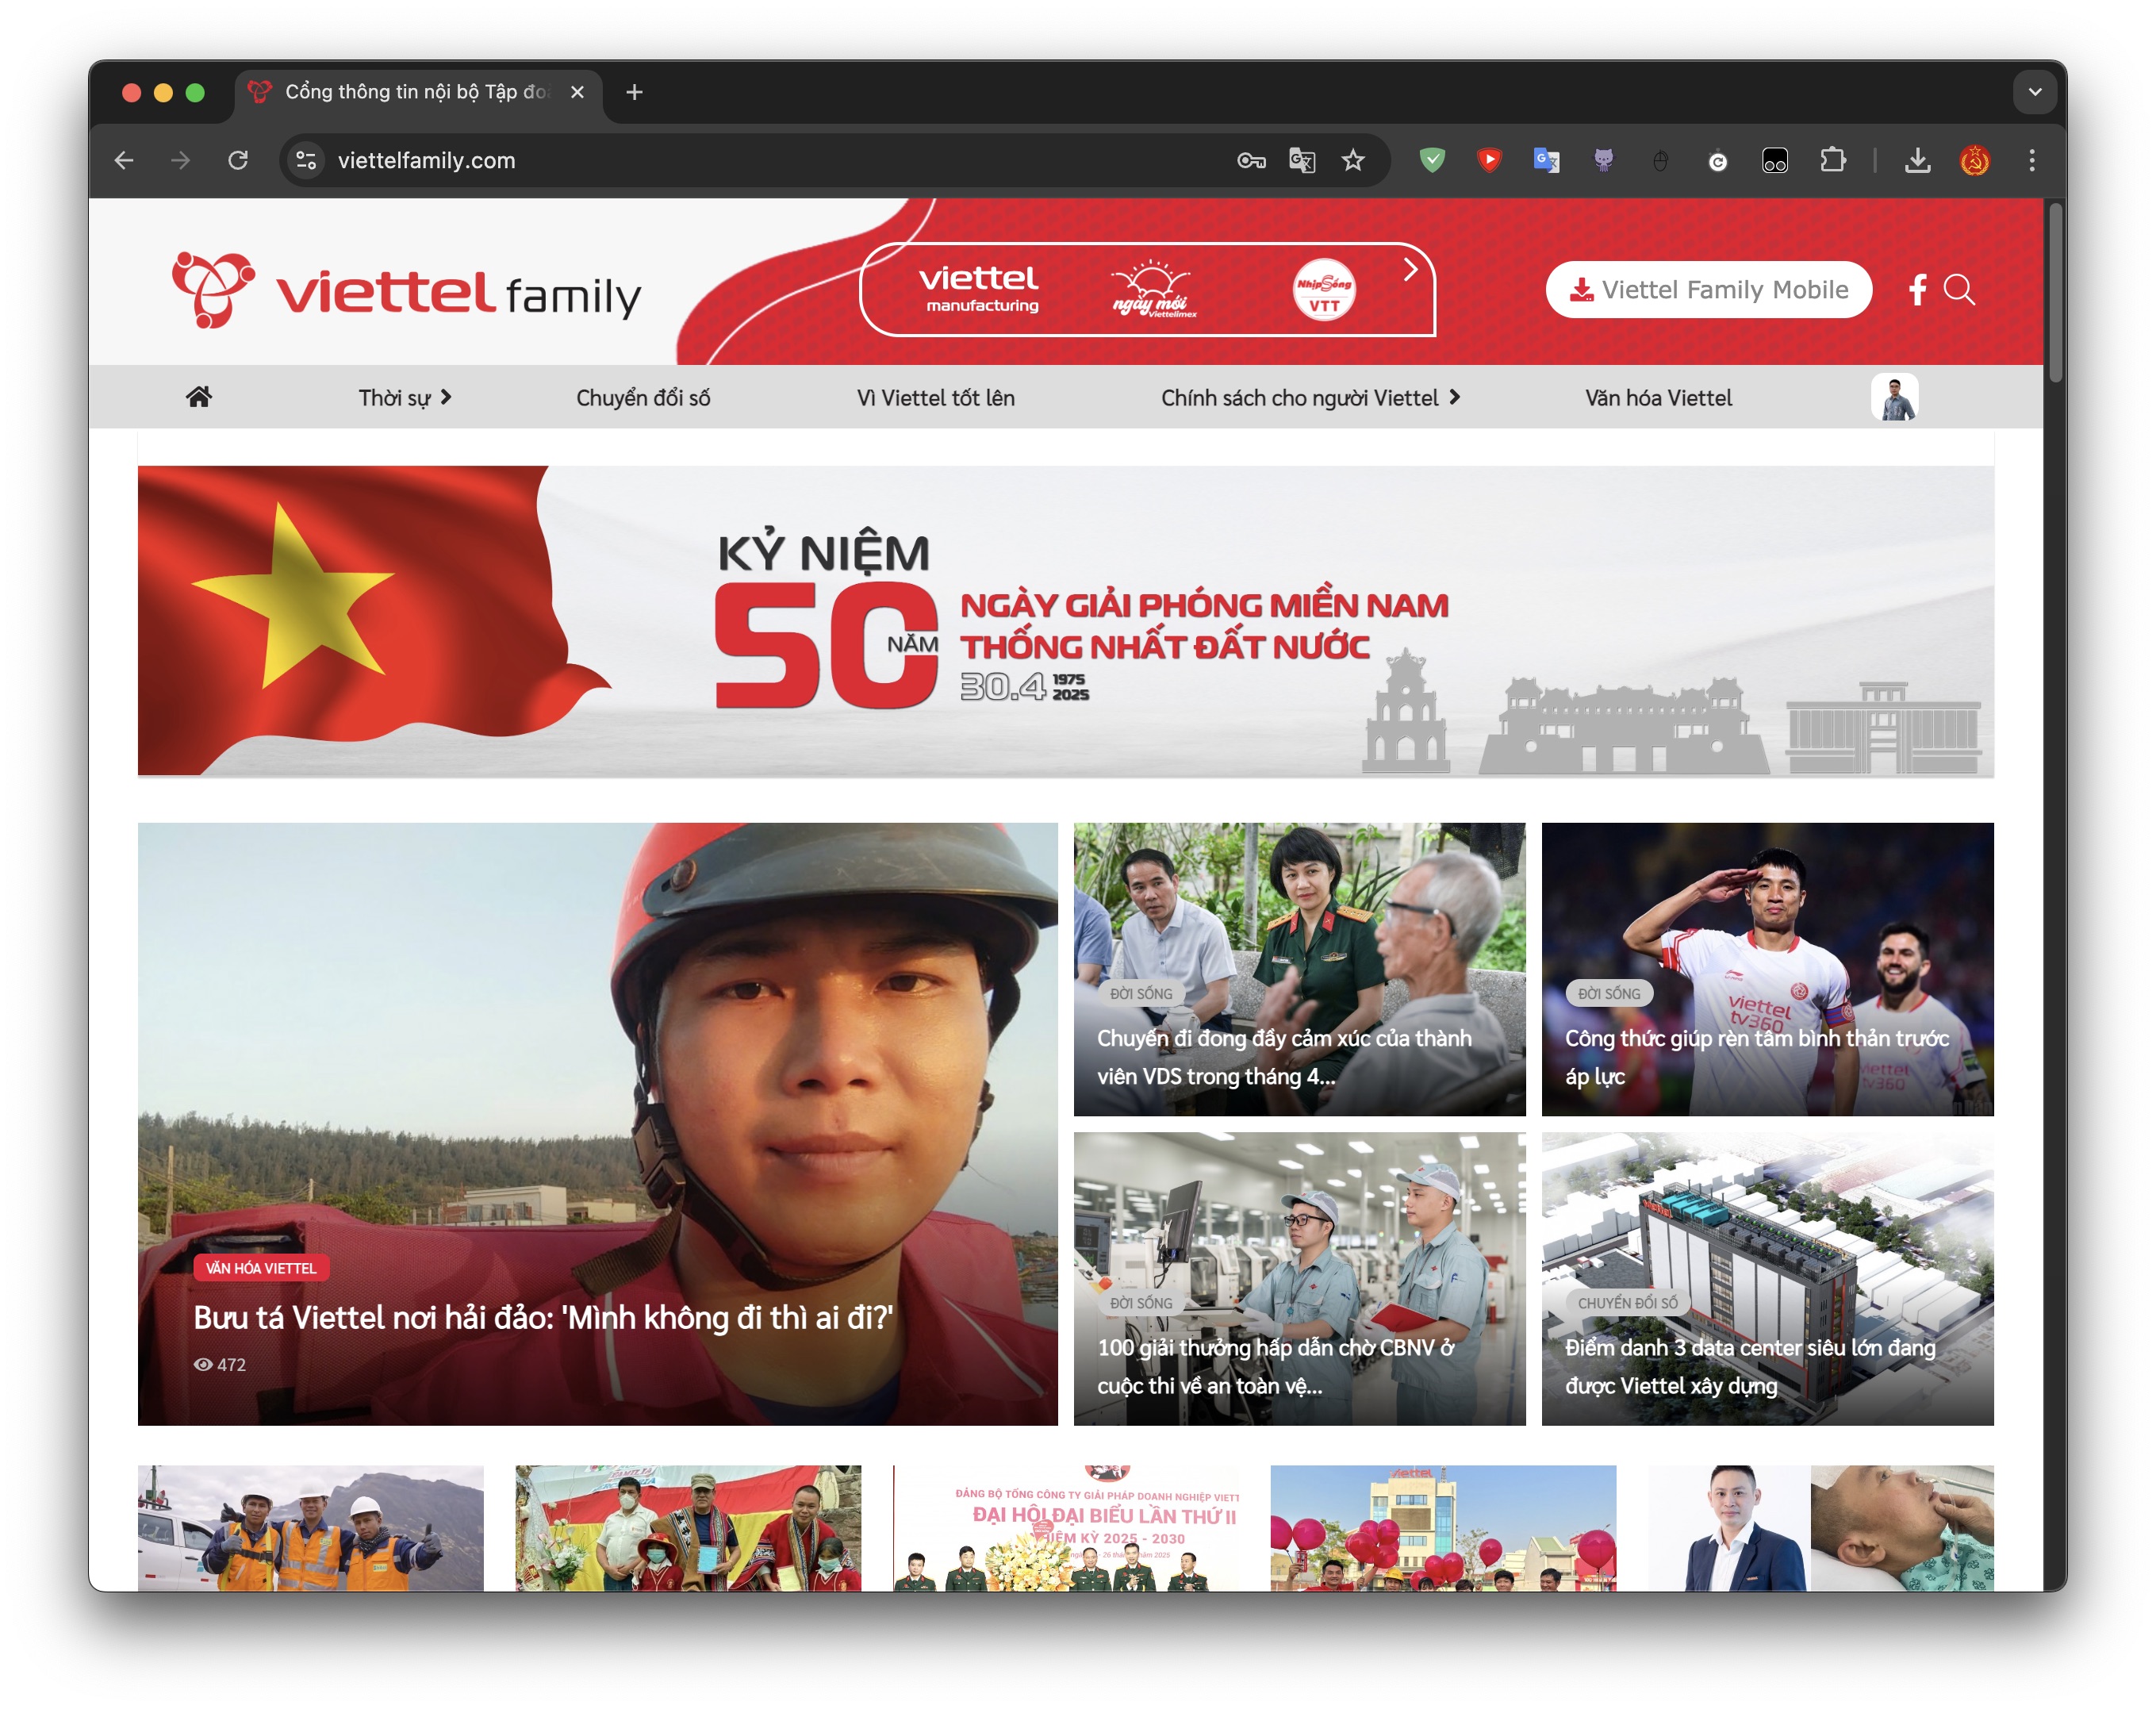 Cổng thông tin nội bộ Tập đoà
viettelfamily.com
viettel family
viettel
manufacturing
ngày mới
Viettelimex
Nhịp Sống
VTT
Viettel Family Mobile
Thời sự
Chuyển đổi số
Vì Viettel tốt lên
Chính sách cho người Viettel
Văn hóa Viettel
KỶ NIỆM
50
NĂM
NGÀY GIẢI PHÓNG MIỀN NAM
THỐNG NHẤT ĐẤT NƯỚC
30.4
1975
2025
VĂN HÓA VIETTEL
Bưu tá Viettel nơi hải đảo: 'Mình không đi thì ai đi?'
472
ĐỜI SỐNG
Chuyến đi đong đầy cảm xúc của thành
viên VDS trong tháng 4...
viettel
tv360
viettel
tv360
ĐỜI SỐNG
Công thức giúp rèn tâm bình thản trước
áp lực
ĐỜI SỐNG
100 giải thưởng hấp dẫn chờ CBNV ở
cuộc thi về an toàn vệ...
viettel
CHUYỂN ĐỔI SỐ
Điểm danh 3 data center siêu lớn đang
được Viettel xây dựng
ĐẢNG BỘ TỔNG CÔNG TY GIẢI PHÁP DOANH NGHIỆP VIETT
ĐẠI HỘI ĐẠI BIỂU LẦN THỨ II
KỲ 2025 - 2030
viettel